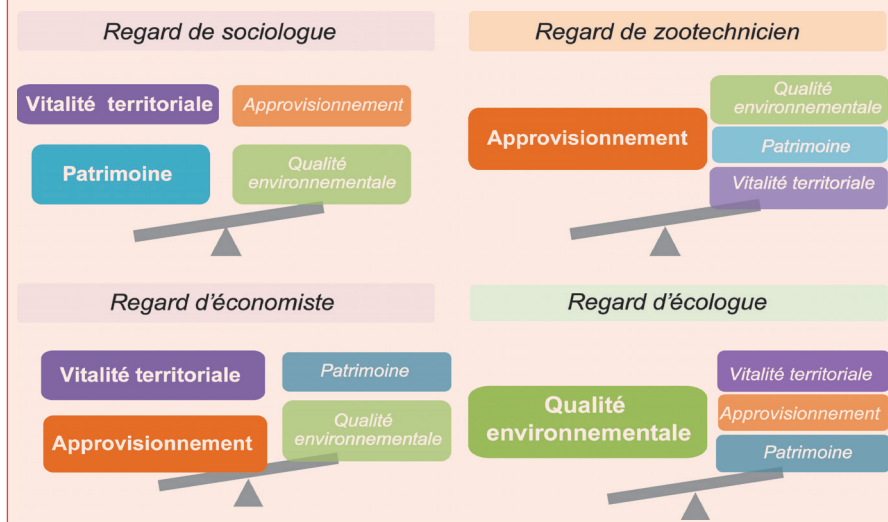 Regard de sociologue
Vitalité territoriale
Approvisionnement
Patrimoine
Qualité
environnementale
Regard de zootechnicien
Approvisionnement
Qualité
environnementale
Patrimoine
Vitalité territoriale
Regard d’économiste
Vitalité territoriale
Patrimoine
Approvisionnement
Qualité
environnementale
Regard d’écologue
Qualité
environnementale
Vitalité territoriale
Approvisionnement
Patrimoine